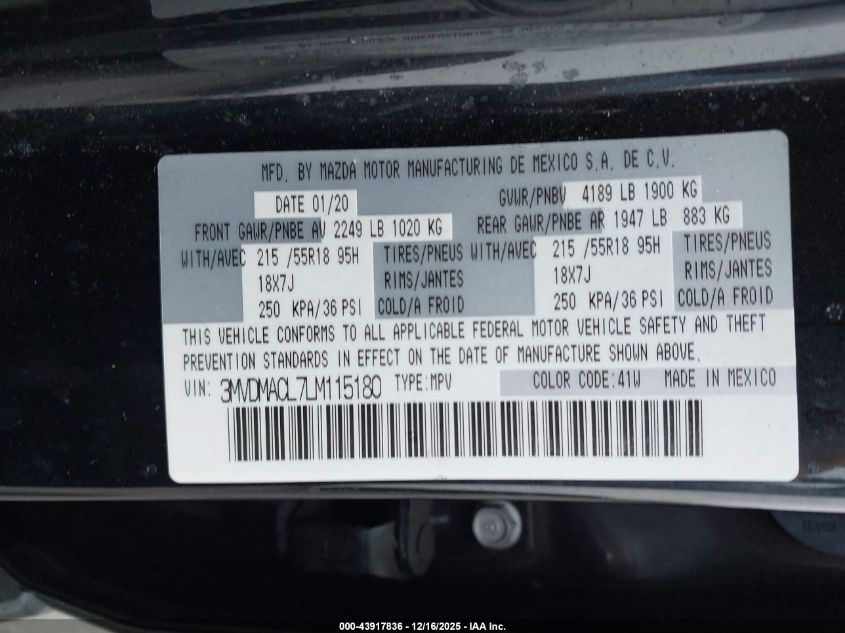 MFD. BY MAZDA MOTOR MANUFACTURING DE MEXICO S.A. DE C.V.
DATE 01/20 GVWR/PNBV 4189 LB 1900 KG
FRONT GAWR/PNBE AV 2249 LB 1020 KG REAR GAWR/PNBE AR 1947 LB 883 KG
WITH/AVEC 215 /55R18 95H TIRES/PNEUS WITH/AVEC 215 /55R18 95H TIRES/PNEUS
18X7J RIMS/JANTES 18X7J RIMS/JANTES
250 KPA/36 PSI COLD/A FROID 250 KPA/36 PSI COLD/A FROID
THIS VEHICLE CONFORMS TO ALL APPLICABLE FEDERAL MOTOR VEHICLE SAFETY AND THEFT
PREVENTION STANDARDS IN EFFECT ON THE DATE OF MANUFACTURE SHOWN ABOVE.
VIN: 3MVDMACL7LM115180 TYPE:MPV COLOR CODE:41W MADE IN MEXICO
000-43917836 - 12/16/2025 - IAA Inc.